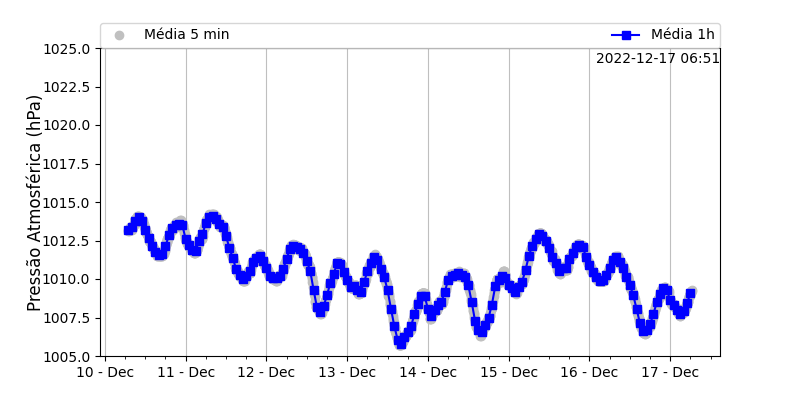 Média 5 min
Média 1h
2022-12-17 06:51
Pressão Atmosférica (hPa)
1025.0
1022.5
1020.0
1017.5
1015.0
1012.5
1010.0
1007.5
1005.0
10 - Dec
11 - Dec
12 - Dec
13 - Dec
14 - Dec
15 - Dec
16 - Dec
17 - Dec